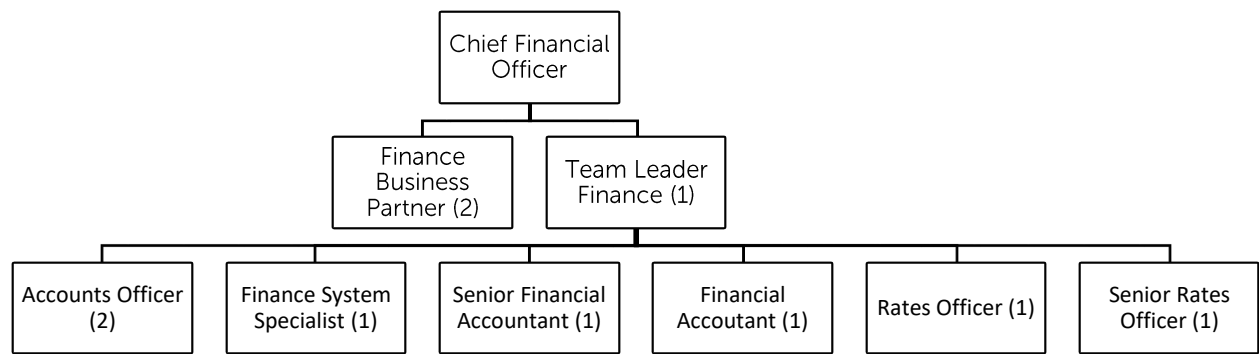 Chief Financial
Officer
Finance
Business
Partner (2)
Team Leader
Finance (1)
Accounts Officer
(2)
Finance System
Specialist (1)
Senior Financial
Accountant (1)
Financial
Accoutant (1)
Rates Officer (1)
Senior Rates
Officer (1)